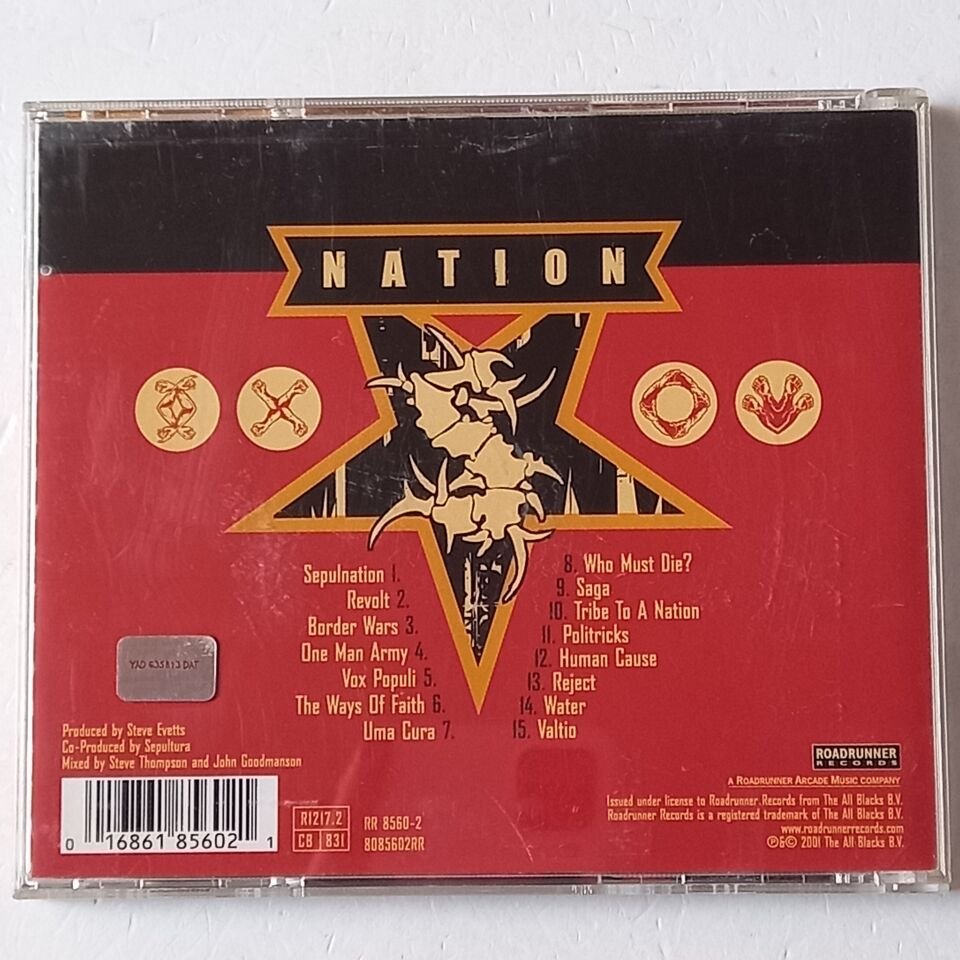 NATION
Sepulnation 1.
Revolt 2.
Border Wars 3.
One Man Army 4.
Vox Populi 5.
The Ways Of Faith 6.
Uma Cura 7.
8. Who Must Die?
9. Saga
10. Tribe To A Nation
11. Politricks
12. Human Cause
13. Reject
14. Water
15. Valtio
Produced by Steve Evetts
Co-Produced by Sepultura
Mixed by Steve Thompson and John Goodmanson
0 16861 85602 1
RI217.2
CB 831
RR 8560-2
8085602RR
ROADRUNNER
RECORDS
A ROADRUNNER ARCADE MUSIC COMPANY
Issued under license to Roadrunner Records from The All Blacks B.V.
Roadrunner Records is a registered trademark of The All Blacks B.V.
www.roadrunnerrecords.com
℗&© 2001 The All Blacks B.V.